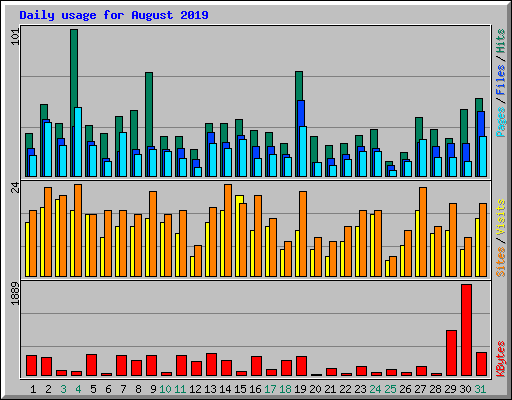 Daily usage for August 2019
101
Pages / Files / Hits
24
Sites / Visits
1889
KBytes
1 2 3 4 5 6 7 8 9 10 11 12 13 14 15 16 17 18 19 20 21 22 23 24 25 26 27 28 29 30 31